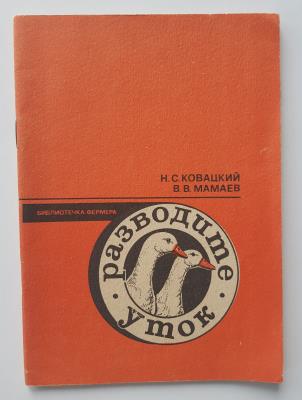 Н.С.КОВАЦКИЙ
В.В.МАМАЕВ
БИБЛИОТЕЧКА ФЕРМЕРА
разводите
• уток •